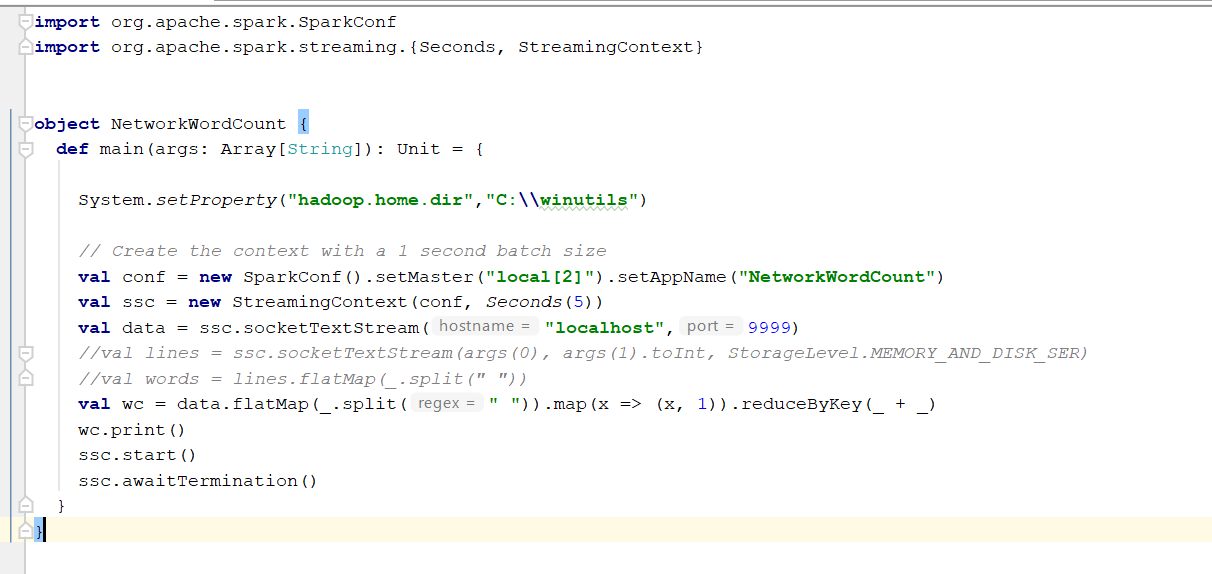 import org.apache.spark.SparkConf
import org.apache.spark.streaming.{Seconds, StreamingContext}
object NetworkWordCount {
def main(args: Array[String]): Unit = {
System.setProperty("hadoop.home.dir","C:\\winutils")
// Create the context with a 1 second batch size
val conf = new SparkConf().setMaster("local[2]").setAppName("NetworkWordCount")
val ssc = new StreamingContext(conf, Seconds(5))
val data = ssc.socketTextStream( hostname = "localhost", port = 9999)
//val lines = ssc.socketTextStream(args(0), args(1).toInt, StorageLevel.MEMORY_AND_DISK_SER)
//val words = lines.flatMap(_.split(" "))
val wc = data.flatMap(_.split( regex = " ")).map(x => (x, 1)).reduceByKey(_ + _)
wc.print()
ssc.start()
ssc.awaitTermination()
}
}